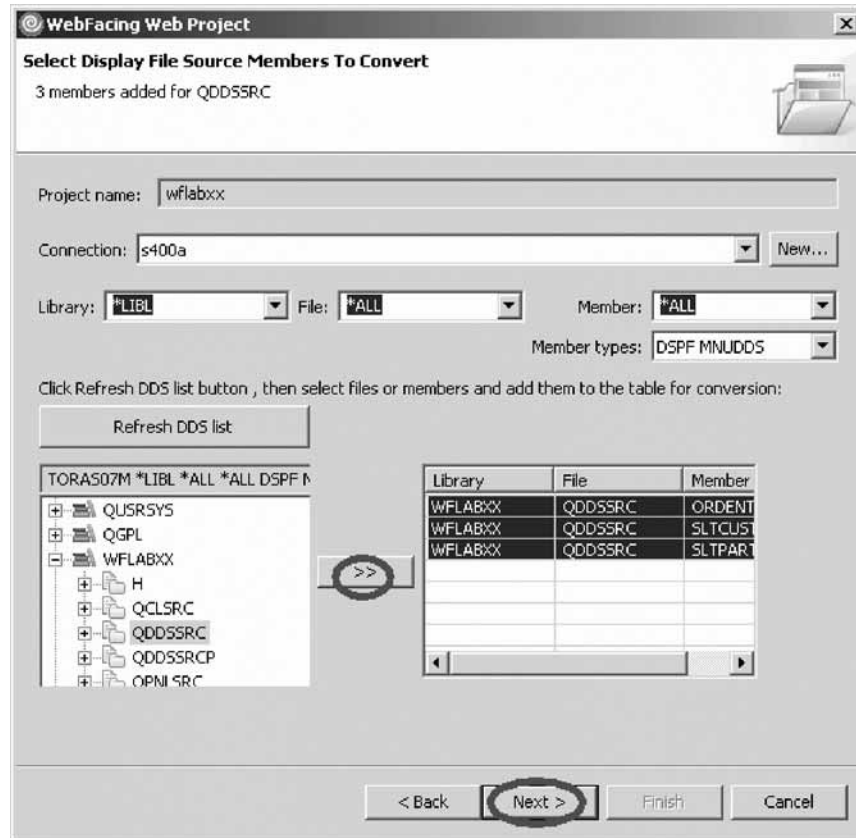 WebFacing Web Project
Select Display File Source Members To Convert
3 members added for QDDSSRC
Project name: wflabxx
Connection: s400a New...
Library: *LIBL File: *ALL Member: *ALL
Member types: DSPF MNUDDS
Click Refresh DDS list button , then select files or members and add them to the table for conversion:
Refresh DDS list
TORAS07M *LIBL *ALL *ALL DSPF M
QUSRSYS
QGPL
WFLABXX
H
QCLSRC
QDDSSRC
QDDSSRCP
QPNLSRC
>>
Library File Member
WFLABXX QDDSSRC ORDENT
WFLABXX QDDSSRC SLTCUST
WFLABXX QDDSSRC SLTPART
< Back Next > Finish Cancel